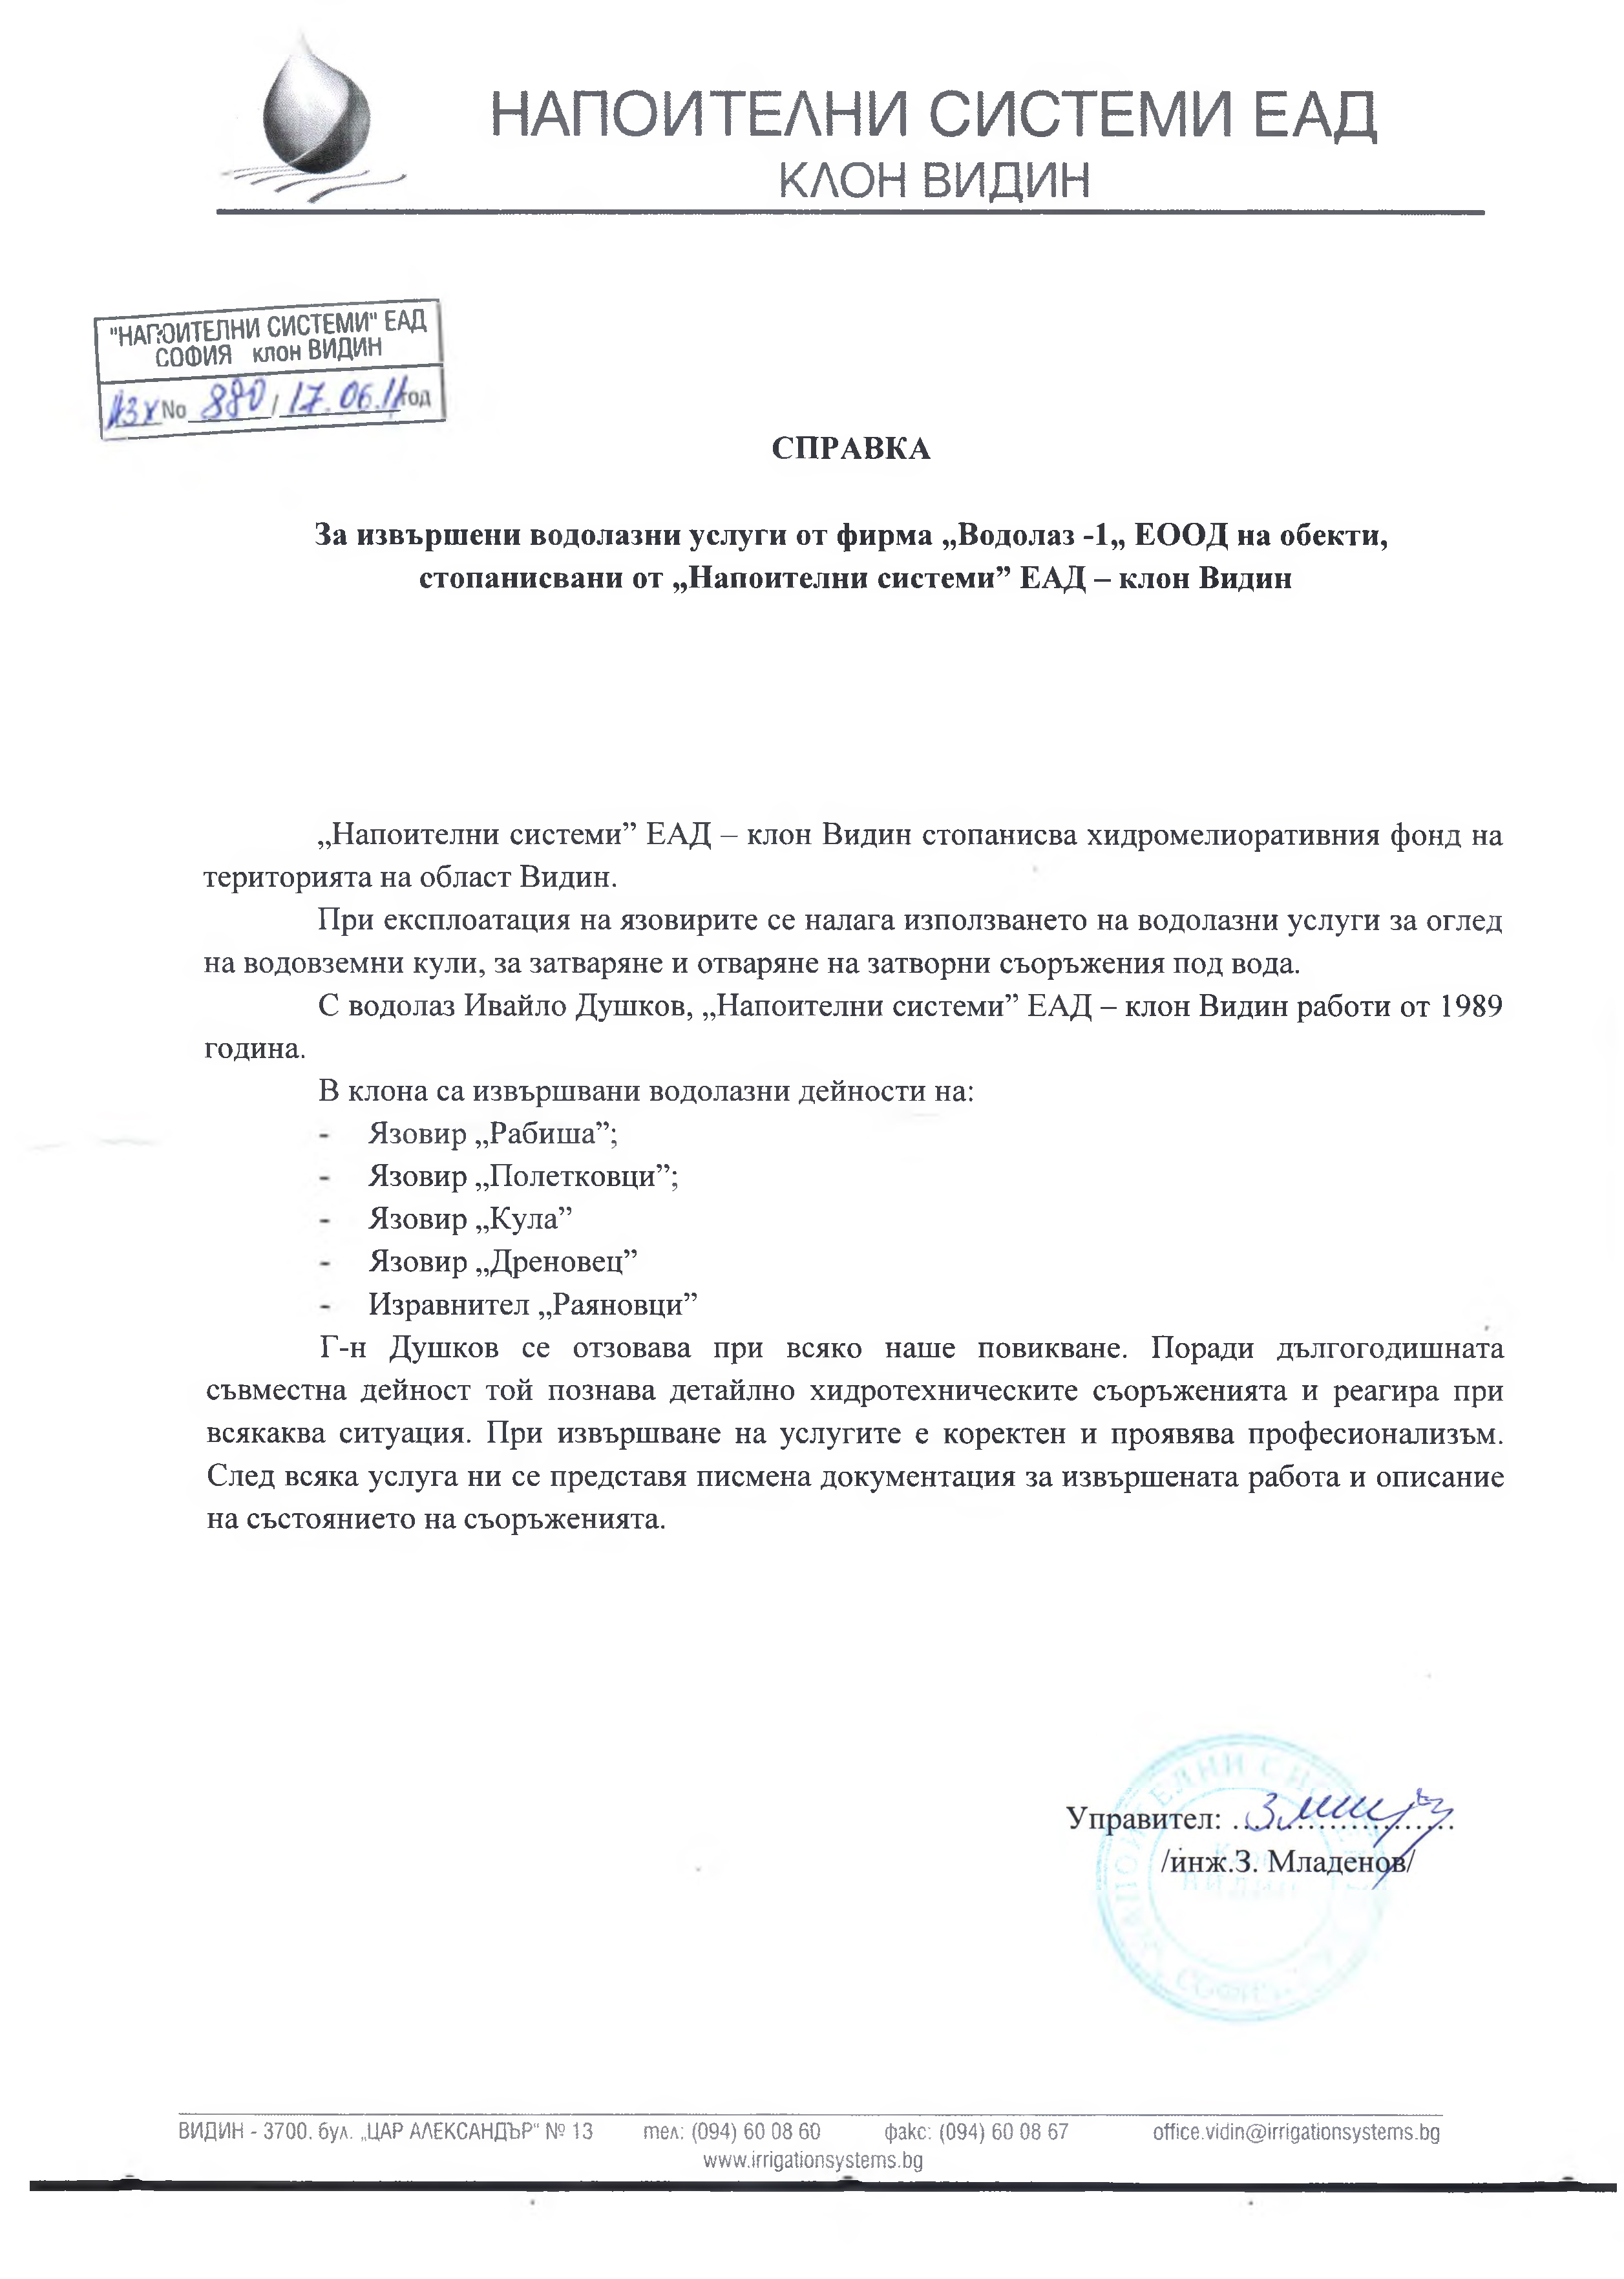 НАПОИТЕЛНИ СИСТЕМИ ЕАД
КЛОН ВИДИН
"НАПОИТЕЛНИ СИСТЕМИ" ЕАД
СОФИЯ клон ВИДИН
Изх No 880 / 17.06.11 год
СПРАВКА
За извършени водолазни услуги от фирма „Водолаз -1„ ЕООД на обекти,
стопанисвани от „Напоителни системи” ЕАД – клон Видин
„Напоителни системи” ЕАД – клон Видин стопанисва хидромелиоративния фонд на
територията на област Видин.
При експлоатация на язовирите се налага използването на водолазни услуги за оглед
на водовземни кули, за затваряне и отваряне на затворни съоръжения под вода.
С водолаз Ивайло Душков, „Напоителни системи” ЕАД – клон Видин работи от 1989
година.
В клона са извършвани водолазни дейности на:
- Язовир „Рабиша”;
- Язовир „Полетковци”;
- Язовир „Кула”
- Язовир „Дреновец”
- Изравнител „Раяновци”
Г-н Душков се отзовава при всяко наше повикване. Поради дългогодишната
съвместна дейност той познава детайлно хидротехническите съоръженията и реагира при
всякаква ситуация. При извършване на услугите е коректен и проявява професионализъм.
След всяка услуга ни се представя писмена документация за извършената работа и описание
на състоянието на съоръженията.
Управител: .....................
/инж.З. Младенов/
НАПОИТЕЛНИ
ВИДИН
СОФИЯ
ВИДИН - 3700. бул. „ЦАР АЛЕКСАНДЪР“ № 13 тел: (094) 60 08 60 факс: (094) 60 08 67 office.vidin@irrigationsystems.bg
www.irrigationsystems.bg